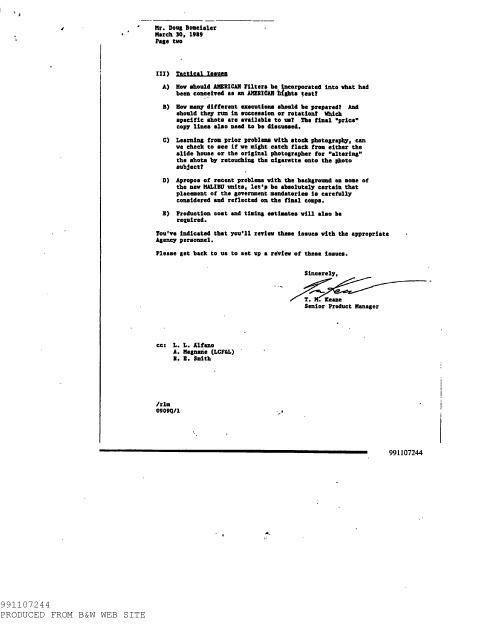 Mr. Doug Bomeisler
March 30, 1989
Page two
III) Tactical Issues
A) How should AMERICAN Filters be incorporated into what had
been conceived as an AMERICAN Lights test?
B) How many different executions should be prepared? And
should they run in succession or rotation? Which
specific shots are available to us? The final "price"
copy lines also need to be discussed.
C) Learning from prior problems with stock photography, can
we check to see if we might catch flack from either the
slide house or the original photographer for "altering"
the shots by retouching the cigarette onto the photo
subject?
D) Apropos of recent problems with the background on some of
the new MALIBU units, let's be absolutely certain that
placement of the government mandatories is carefully
considered and reflected on the final comps.
E) Production cost and timing estimates will also be
required.
You've indicated that you'll review these issues with the appropriate
Agency personnel.
Please get back to us to set up a review of these issues.
Sincerely,
T. M. Keane
Senior Product Manager
cc: L. L. Alfano
A. Magnane (LCF&L)
R. E. Smith
/rlm
0909Q/1
991107244
991107244
PRODUCED FROM B&W WEB SITE